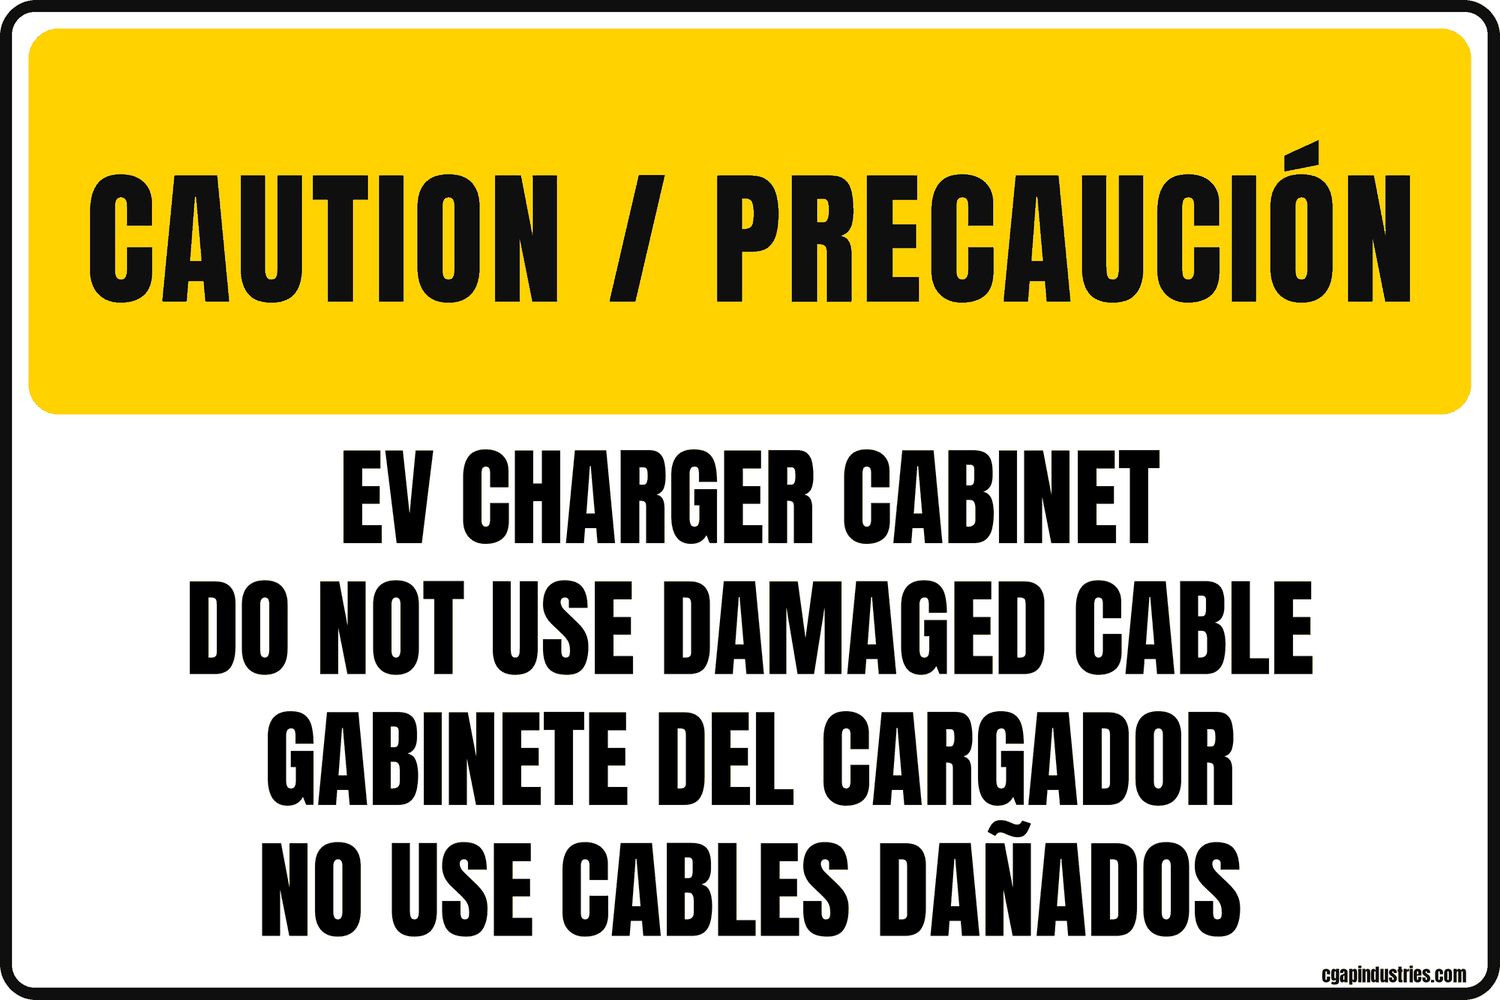 CAUTION / PRECAUCIÓN
EV CHARGER CABINET
DO NOT USE DAMAGED CABLE
GABINETE DEL CARGADOR
NO USE CABLES DAÑADOS
cgapindustries.com